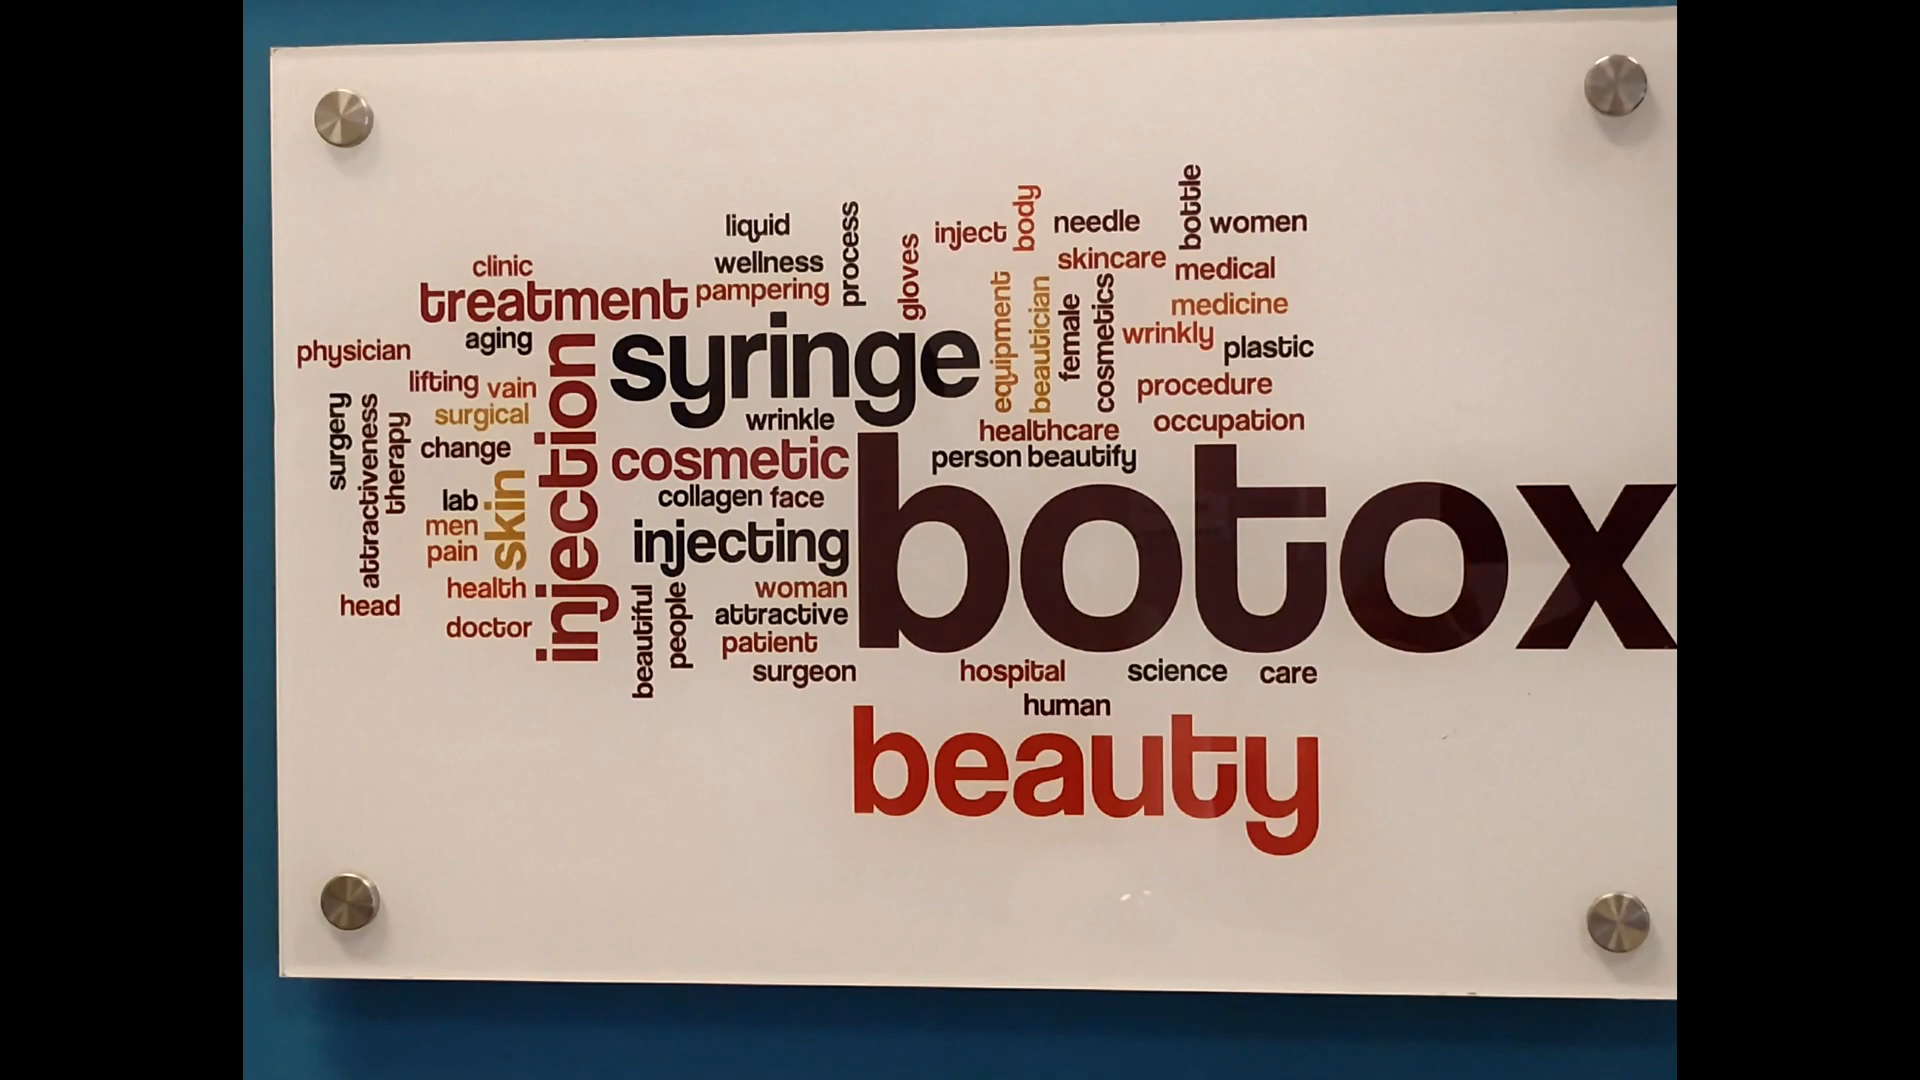 bottle
body
process
liquid
inject
needle
women
gloves
clinic
wellness
skincare
medical
treatment
pampering
equipment
beautician
female
cosmetics
medicine
physician
aging
injection
syringe
wrinkly
plastic
lifting
vain
procedure
surgery
attractiveness
therapy
surgical
wrinkle
healthcare
occupation
change
cosmetic
person
beautify
lab
skin
collagen
face
botox
men
injecting
pain
head
health
woman
doctor
beautiful
people
attractive
patient
surgeon
hospital
science
care
human
beauty